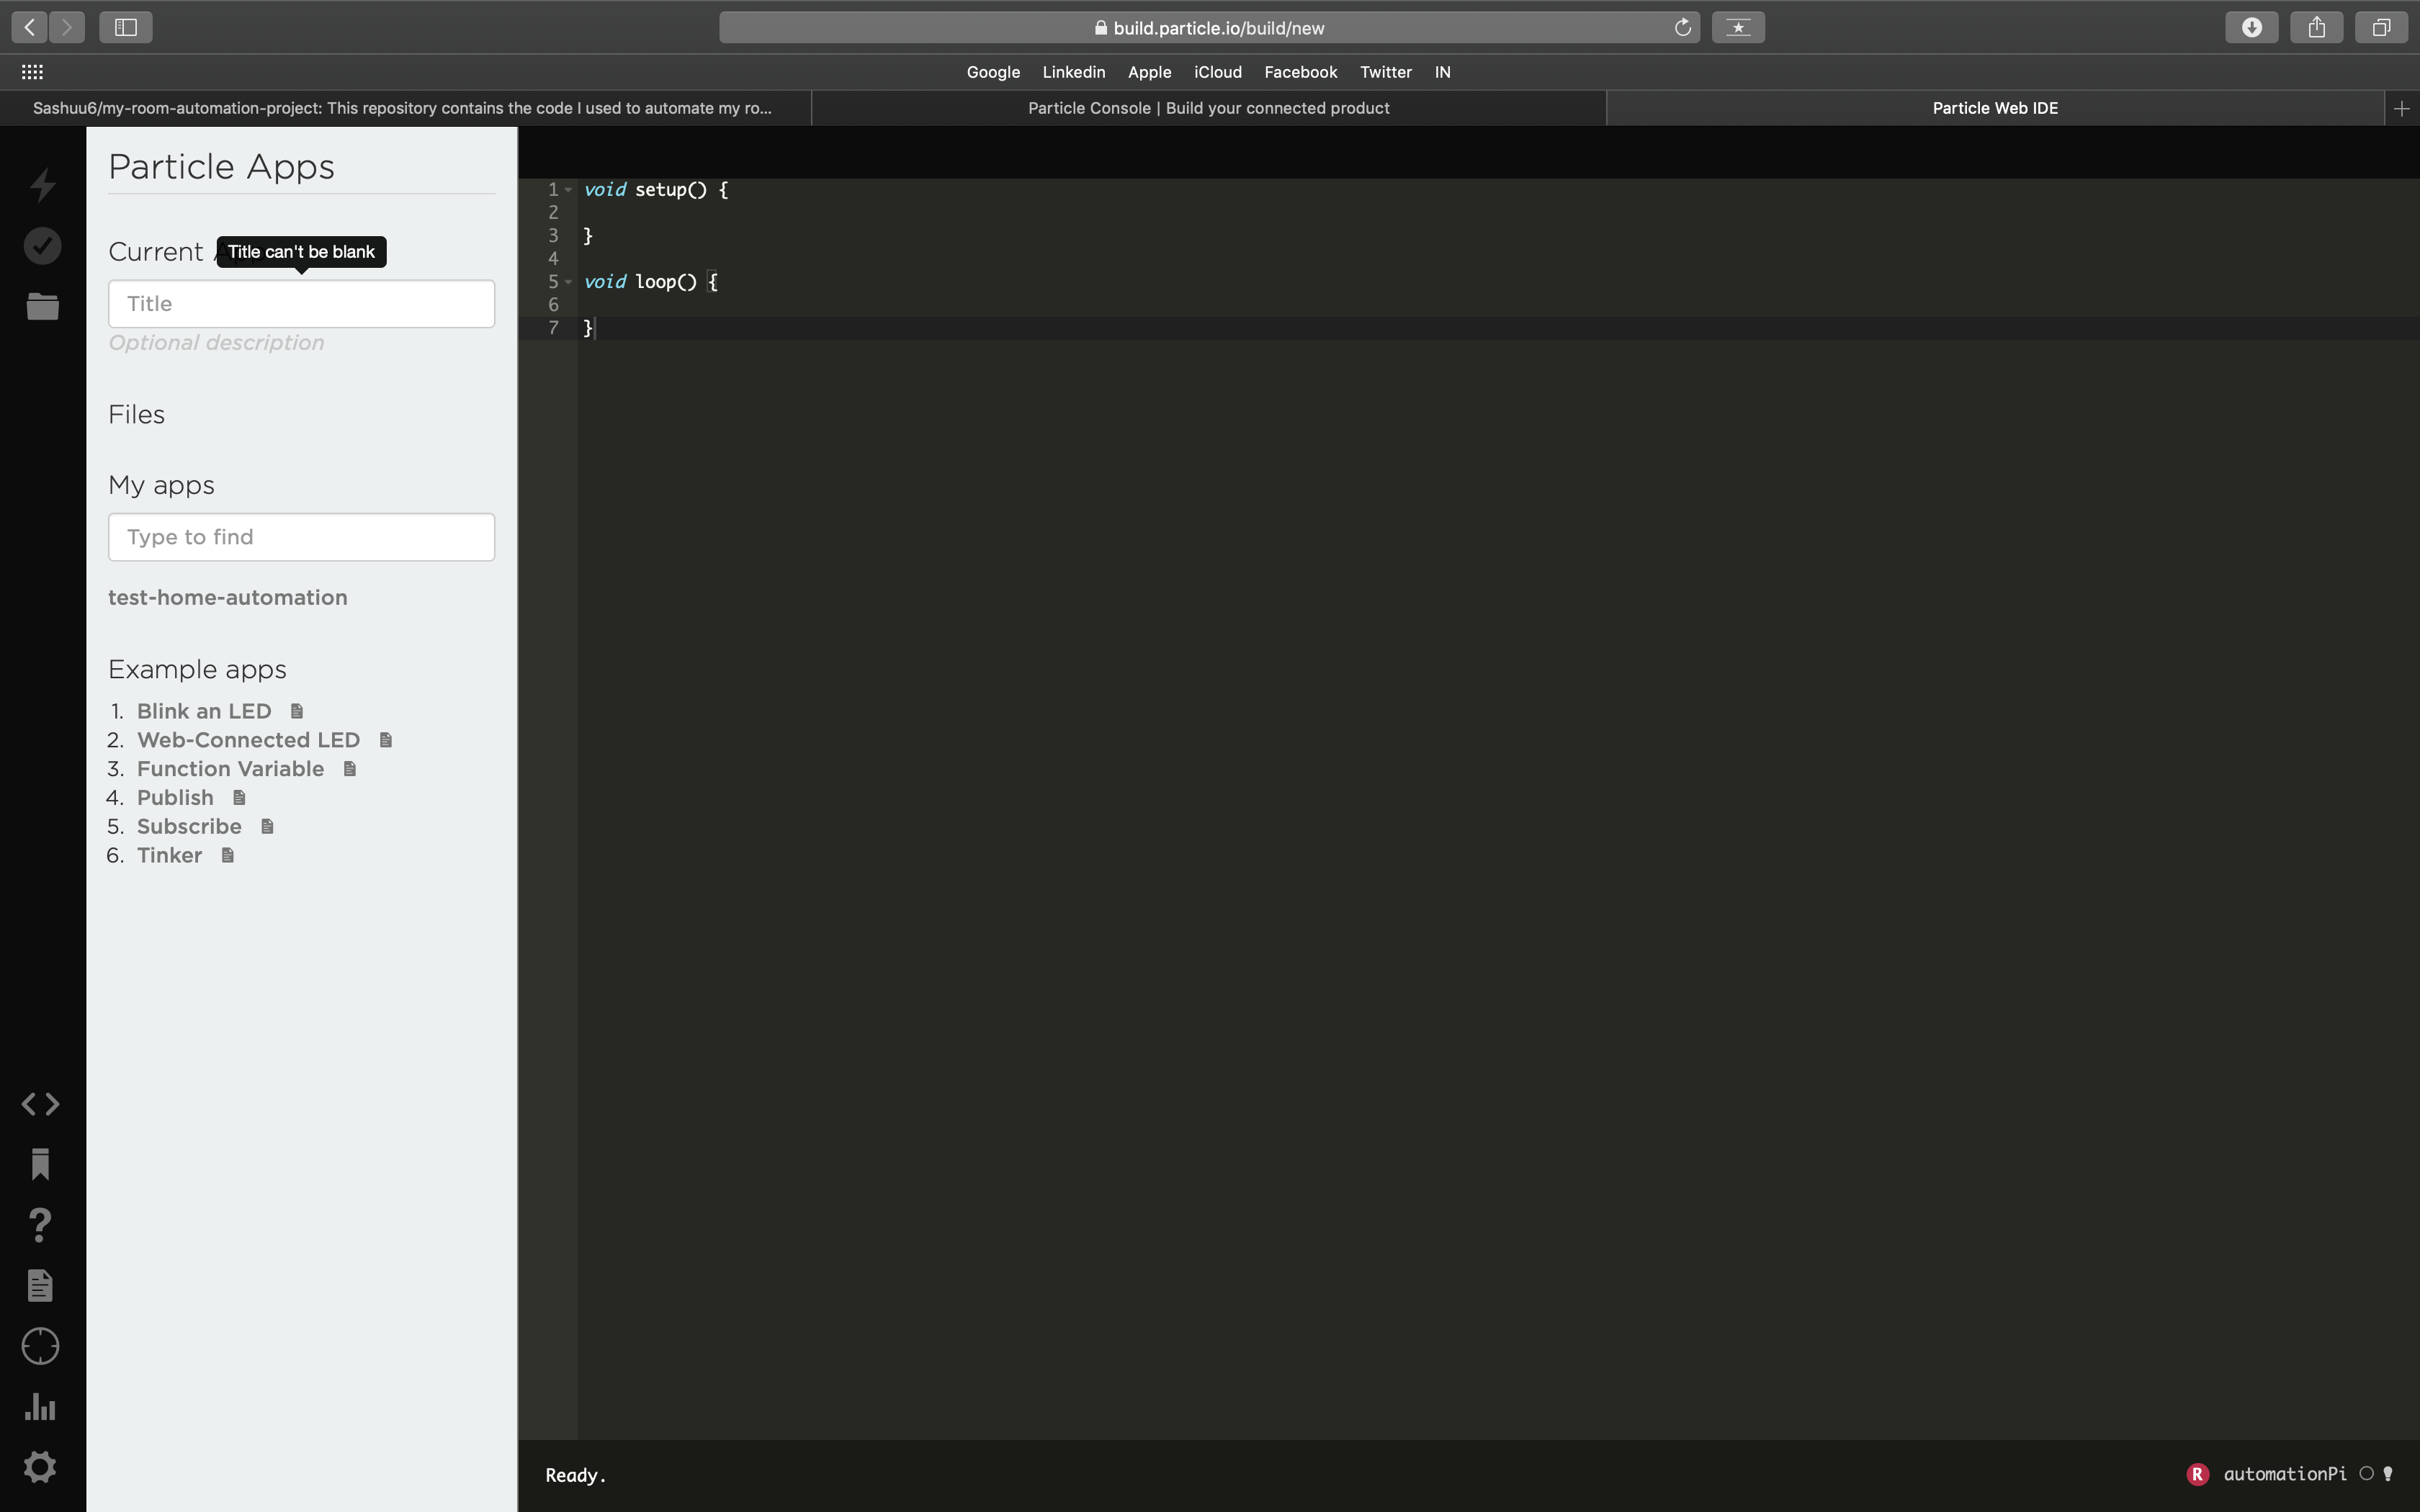 build.particle.io/build/new
Google Linkedin Apple iCloud Facebook Twitter IN
Sashuu6/my-room-automation-project: This repository contains the code I used to automate my ro...
Particle Console | Build your connected product
Particle Web IDE
Particle Apps
Current
Title can't be blank
Title
Optional description
Files
My apps
Type to find
test-home-automation
Example apps
1. Blink an LED
2. Web-Connected LED
3. Function Variable
4. Publish
5. Subscribe
6. Tinker
1 void setup() {
2
3 }
4
5 void loop() {
6
7 }
Ready.
R automationPi